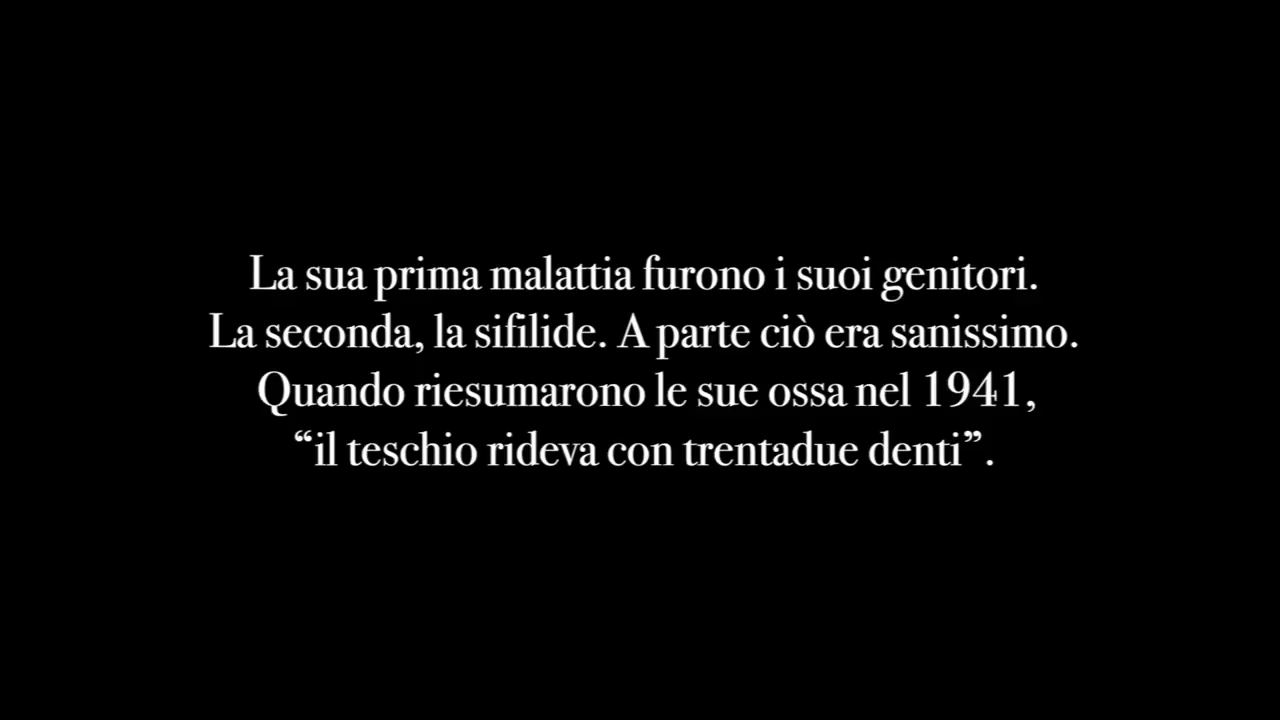 La sua prima malattia furono i suoi genitori.
La seconda, la sifilide. A parte ciò era sanissimo.
Quando riesumarono le sue ossa nel 1941,
“il teschio rideva con trentadue denti”.